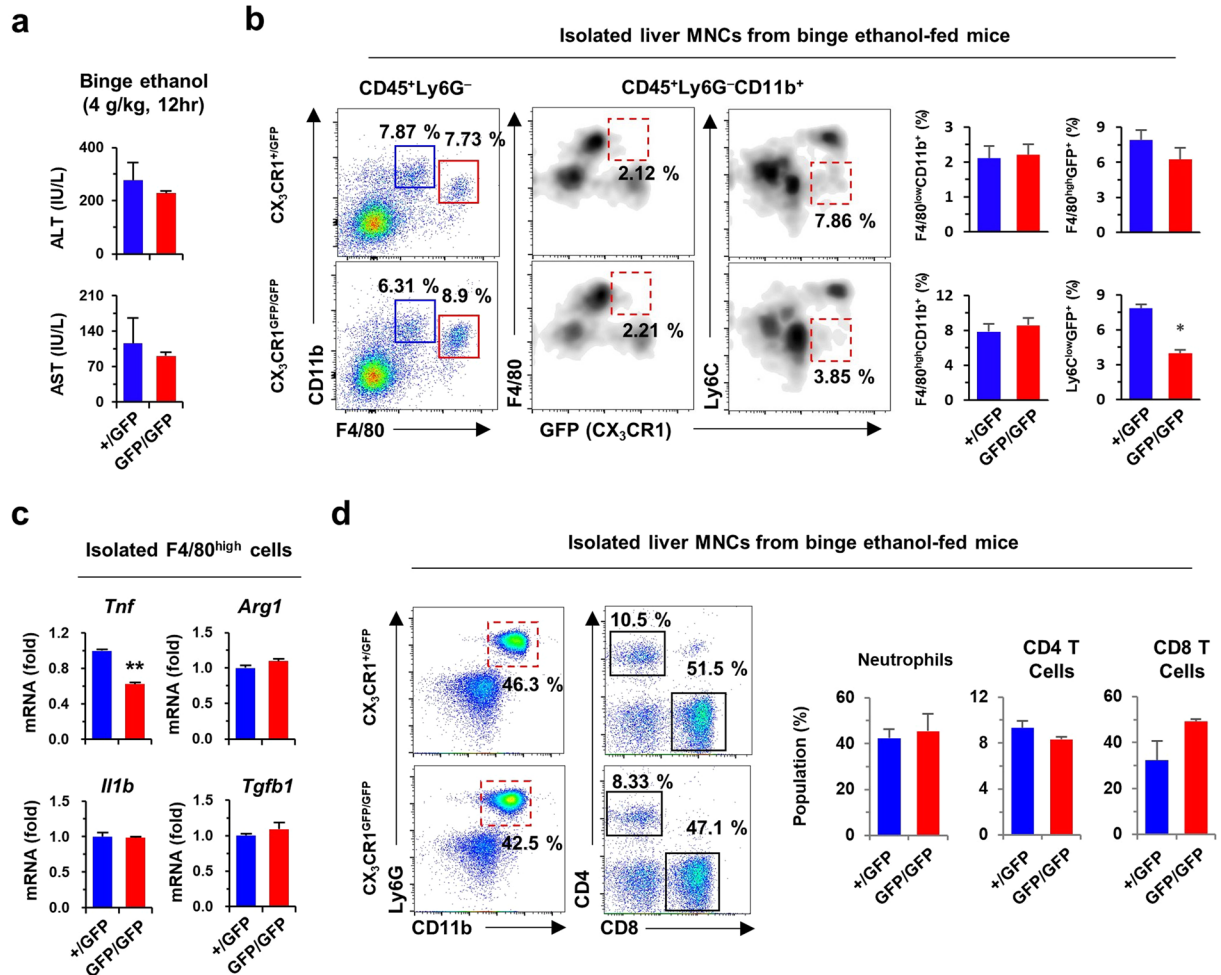 a
Binge ethanol
(4 g/kg, 12hr)
ALT (IU/L)
400
200
0
AST (IU/L)
210
140
70
0
+/GFP
GFP/GFP
b
Isolated liver MNCs from binge ethanol-fed mice
CD45⁺Ly6G⁻
CD45⁺Ly6G⁻CD11b⁺
CX₃CR1⁺/ᴳᶠᴾ
7.87 %
7.73 %
2.12 %
7.86 %
CX₃CR1ᴳᶠᴾ/ᴳᶠᴾ
6.31 %
8.9 %
2.21 %
3.85 %
CD11b
F4/80
F4/80
Ly6C
GFP (CX₃CR1)
F4/80ˡᵒʷCD11b⁺ (%)
4
3
2
1
0
F4/80ʰᵍʰGFP⁺ (%)
9
6
3
0
F4/80ʰᵍʰCD11b⁺ (%)
12
8
4
0
Ly6CˡᵒʷGFP⁺ (%)
9
6
3
0
*
+/GFP
GFP/GFP
+/GFP
GFP/GFP
c
Isolated F4/80ʰⁱᵍʰ cells
Tnf
mRNA (fold)
1.2
0.8
0.4
0.0
**
Arg1
mRNA (fold)
1.5
1.0
0.5
0.0
Il1b
mRNA (fold)
1.5
1.0
0.5
0.0
Tgfb1
mRNA (fold)
1.5
1.0
0.5
0.0
+/GFP
GFP/GFP
+/GFP
GFP/GFP
d
Isolated liver MNCs from binge ethanol-fed mice
CX₃CR1⁺/ᴳᶠᴾ
46.3 %
10.5 %
51.5 %
CX₃CR1ᴳᶠᴾ/ᴳᶠᴾ
42.5 %
8.33 %
47.1 %
Ly6G
CD11b
CD4
CD8
Population (%)
Neutrophils
60
40
20
0
+/GFP
GFP/GFP
CD4 T
Cells
12
8
4
0
+/GFP
GFP/GFP
CD8 T
Cells
60
40
20
0
+/GFP
GFP/GFP